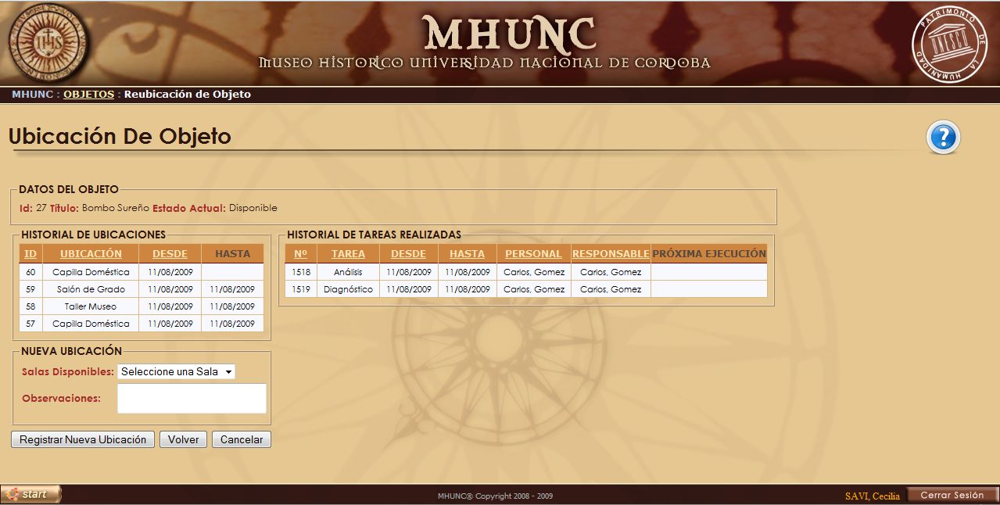 MHUNC
MUSEO HISTORICO UNIVERSIDAD NACIONAL DE CORDOBA
IHS
PATRIMONIO DE LA HUMANIDAD
UNESCO
MHUNC : OBJETOS : Reubicación de Objeto
Ubicación De Objeto
?
DATOS DEL OBJETO
Id: 27 Título: Bombo Sureño Estado Actual: Disponible
HISTORIAL DE UBICACIONES
ID UBICACIÓN DESDE HASTA
60 Capilla Doméstica 11/08/2009
59 Salón de Grado 11/08/2009 11/08/2009
58 Taller Museo 11/08/2009 11/08/2009
57 Capilla Doméstica 11/08/2009 11/08/2009
HISTORIAL DE TAREAS REALIZADAS
Nº TAREA DESDE HASTA PERSONAL RESPONSABLE PRÓXIMA EJECUCIÓN
1518 Análisis 11/08/2009 11/08/2009 Carlos, Gomez Carlos, Gomez
1519 Diagnóstico 11/08/2009 11/08/2009 Carlos, Gomez Carlos, Gomez
NUEVA UBICACIÓN
Salas Disponibles: Seleccione una Sala
Observaciones:
Registrar Nueva Ubicación Volver Cancelar
start
MHUNC® Copyright 2008 - 2009
SAVI, Cecilia
Cerrar Sesión